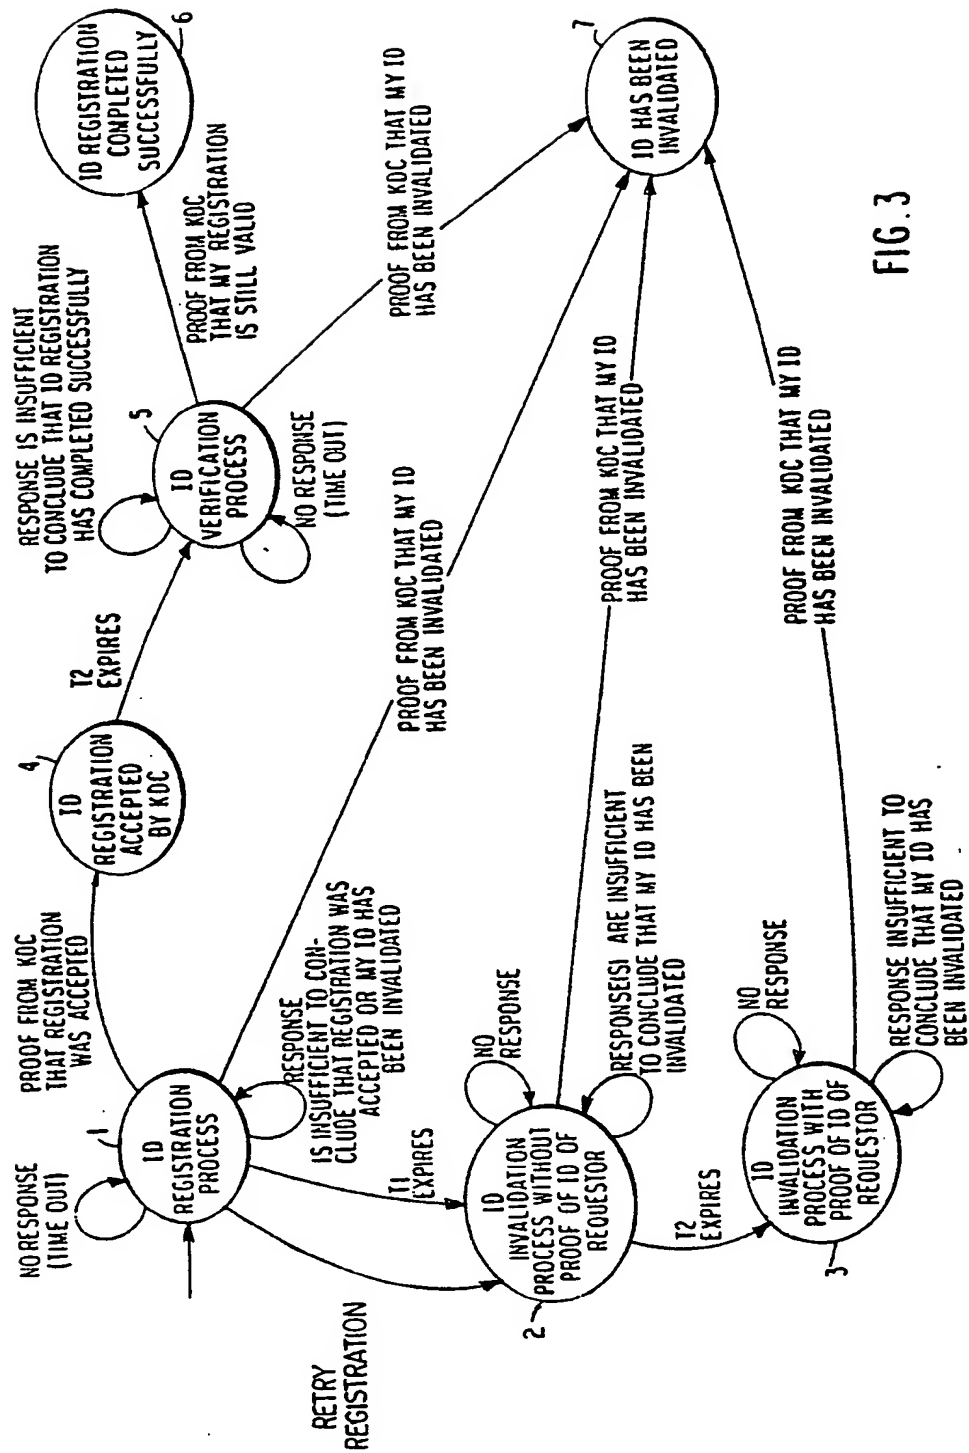 NO RESPONSE
(TIME OUT)
1
ID
REGISTRATION
PROCESS
PROOF FROM KDC
THAT REGISTRATION
WAS ACCEPTED
4
ID
REGISTRATION
ACCEPTED
BY KDC
T2
EXPIRES
RESPONSE IS INSUFFICIENT
TO CONCLUDE THAT ID REGISTRATION
HAS COMPLETED SUCCESSFULLY
5
ID
VERIFICATION
PROCESS
NO RESPONSE
(TIME OUT)
PROOF FROM KDC
THAT MY REGISTRATION
IS STILL VALID
ID REGISTRATION
COMPLETED
SUCCESSFULLY
6
RESPONSE
IS INSUFFICIENT TO CON-
CLUDE THAT REGISTRATION WAS
ACCEPTED OR MY ID HAS
BEEN INVALIDATED
PROOF FROM KDC THAT MY ID
HAS BEEN INVALIDATED
PROOF FROM KDC THAT MY ID
HAS BEEN INVALIDATED
7
ID HAS BEEN
INVALIDATED
RETRY
REGISTRATION
T1
EXPIRES
2
ID
INVALIDATION
PROCESS WITHOUT
PROOF OF ID OF
REQUESTOR
NO
RESPONSE
RESPONSE(S) ARE INSUFFICIENT
TO CONCLUDE THAT MY ID HAS BEEN
INVALIDATED
PROOF FROM KDC THAT MY ID
HAS BEEN INVALIDATED
T2
EXPIRES
3
ID
INVALIDATION
PROCESS WITH
PROOF OF ID OF
REQUESTOR
NO
RESPONSE
RESPONSE INSUFFICIENT TO
CONCLUDE THAT MY ID HAS
BEEN INVALIDATED
PROOF FROM KDC THAT MY ID
HAS BEEN INVALIDATED
FIG.3